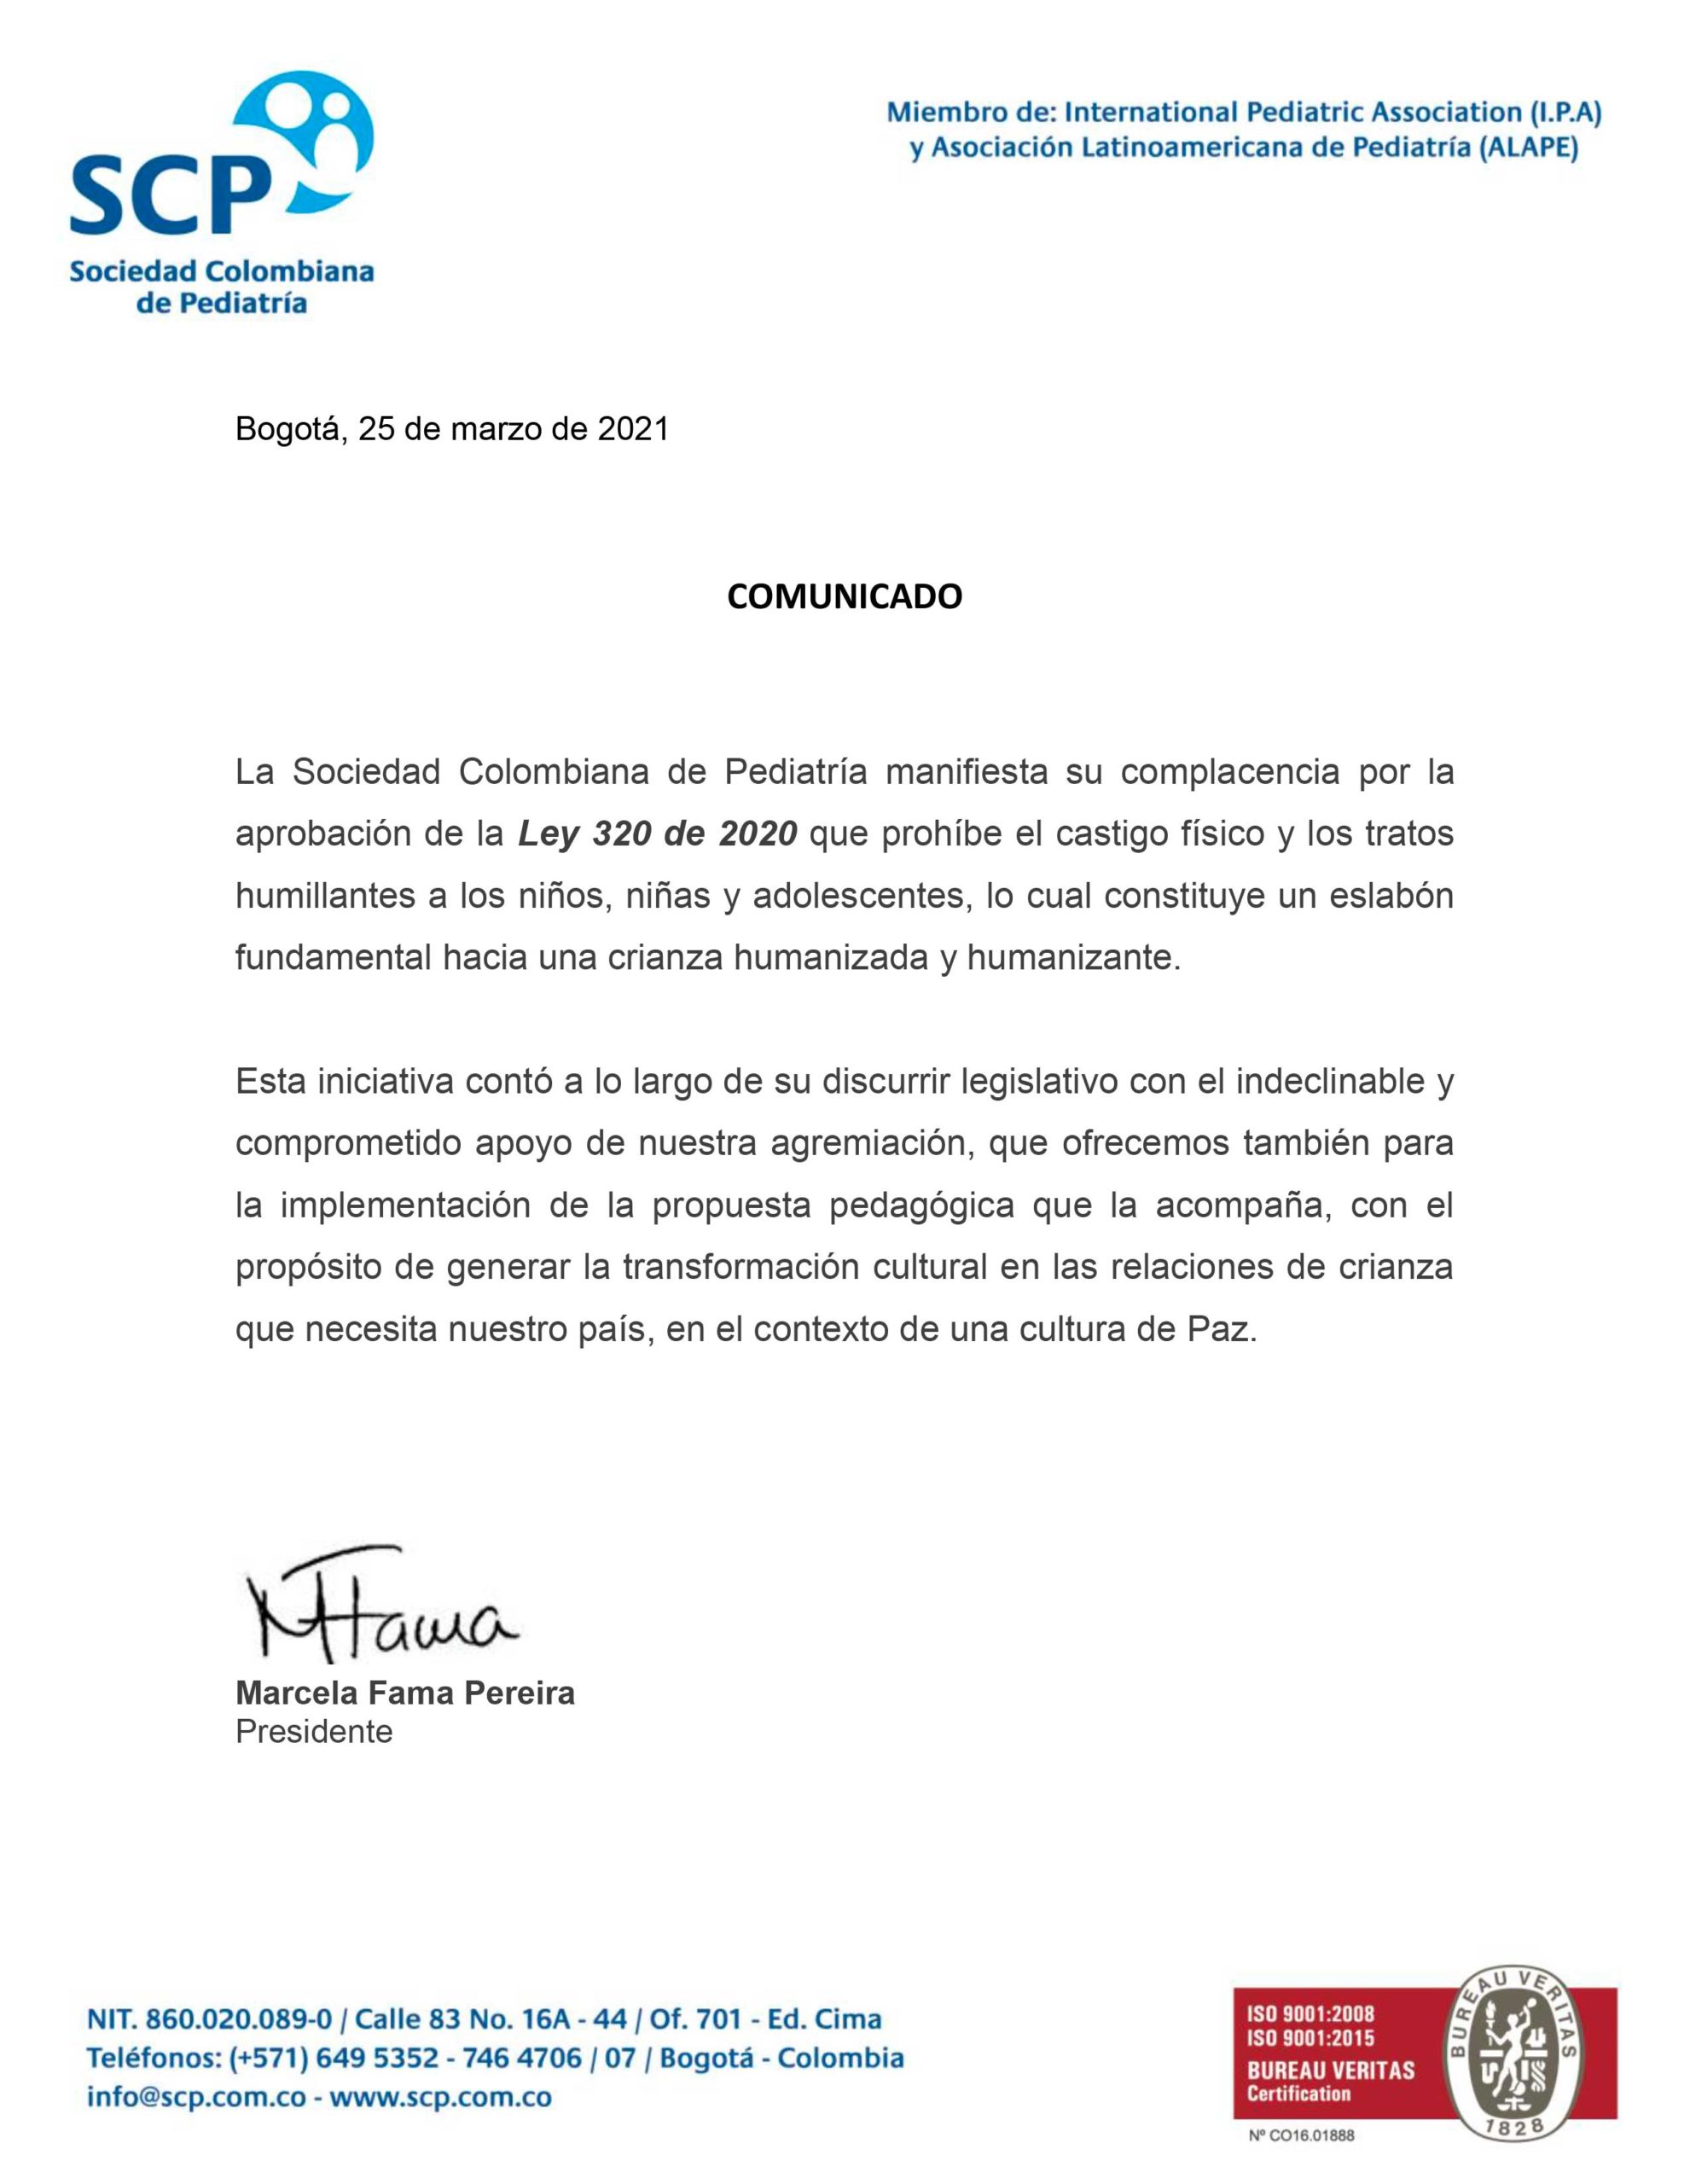 SCP
Sociedad Colombiana
de Pediatría
Miembro de: International Pediatric Association (I.P.A)
y Asociación Latinoamericana de Pediatría (ALAPE)
Bogotá, 25 de marzo de 2021
COMUNICADO
La Sociedad Colombiana de Pediatría manifiesta su complacencia por la
aprobación de la Ley 320 de 2020 que prohíbe el castigo físico y los tratos
humillantes a los niños, niñas y adolescentes, lo cual constituye un eslabón
fundamental hacia una crianza humanizada y humanizante.
Esta iniciativa contó a lo largo de su discurrir legislativo con el indeclinable y
comprometido apoyo de nuestra agremiación, que ofrecemos también para
la implementación de la propuesta pedagógica que la acompaña, con el
propósito de generar la transformación cultural en las relaciones de crianza
que necesita nuestro país, en el contexto de una cultura de Paz.
MFama
Marcela Fama Pereira
Presidente
NIT. 860.020.089-0 / Calle 83 No. 16A - 44 / Of. 701 - Ed. Cima
Teléfonos: (+571) 649 5352 - 746 4706 / 07 / Bogotá - Colombia
info@scp.com.co - www.scp.com.co
ISO 9001:2008
ISO 9001:2015
BUREAU VERITAS
Certification
Nº CO16.01888
BUREAU VERITAS
1828